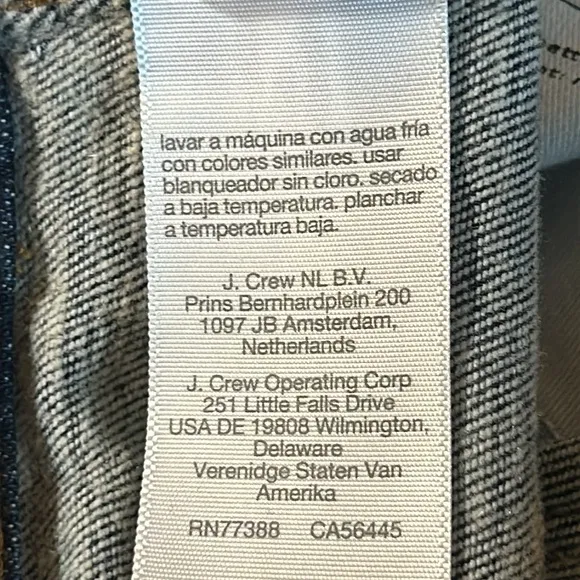 lavar a máquina con agua fría
con colores similares. usar
blanqueador sin cloro. secado
a baja temperatura. planchar
a temperatura baja.
J. Crew NL B.V.
Prins Bernhardplein 200
1097 JB Amsterdam,
Netherlands
J. Crew Operating Corp
251 Little Falls Drive
USA DE 19808 Wilmington,
Delaware
Verenidge Staten Van
Amerika
RN77388 CA56445